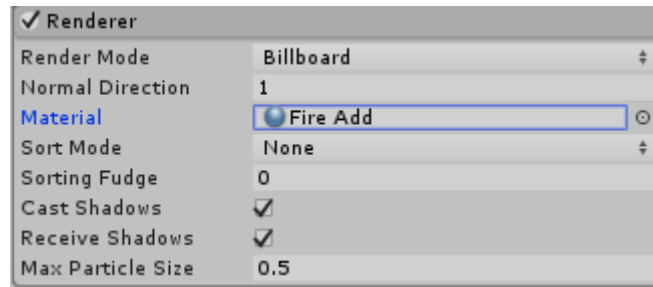 Renderer
Render Mode Billboard
Normal Direction 1
Material Fire Add
Sort Mode None
Sorting Fudge 0
Cast Shadows
Receive Shadows
Max Particle Size 0.5